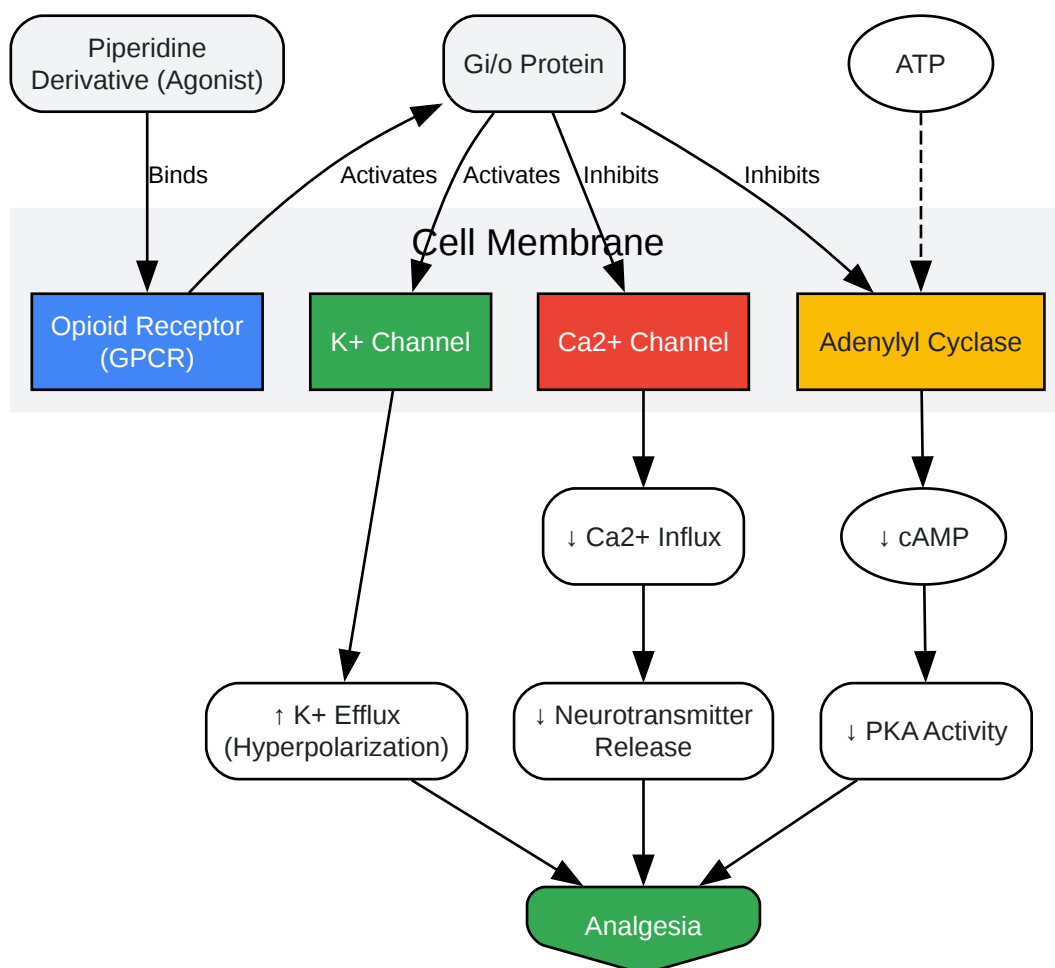 Piperidine
Derivative (Agonist)
Gi/o Protein
ATP
Binds
Activates
Activates
Inhibits
Inhibits
Cell Membrane
Opioid Receptor
(GPCR)
K+ Channel
Ca2+ Channel
Adenylyl Cyclase
↓ Ca2+ Influx
↓ cAMP
↑ K+ Efflux
(Hyperpolarization)
↓ Neurotransmitter
Release
↓ PKA Activity
Analgesia